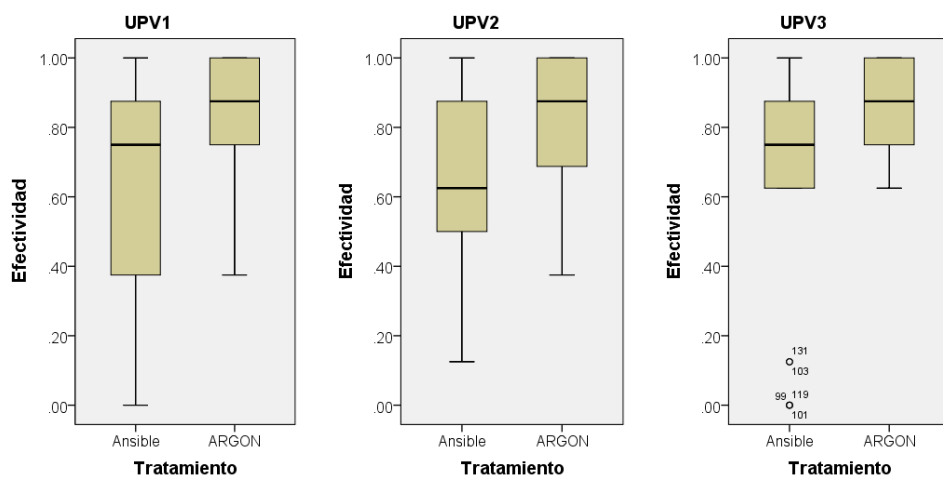 UPV1
Efectividad
1.00
.80
.60
.40
.20
.00
Ansible ARGON
Tratamiento
UPV2
Efectividad
1.00
.80
.60
.40
.20
.00
Ansible ARGON
Tratamiento
UPV3
Efectividad
1.00
.80
.60
.40
.20
.00
131
103
99 119
101
Ansible ARGON
Tratamiento